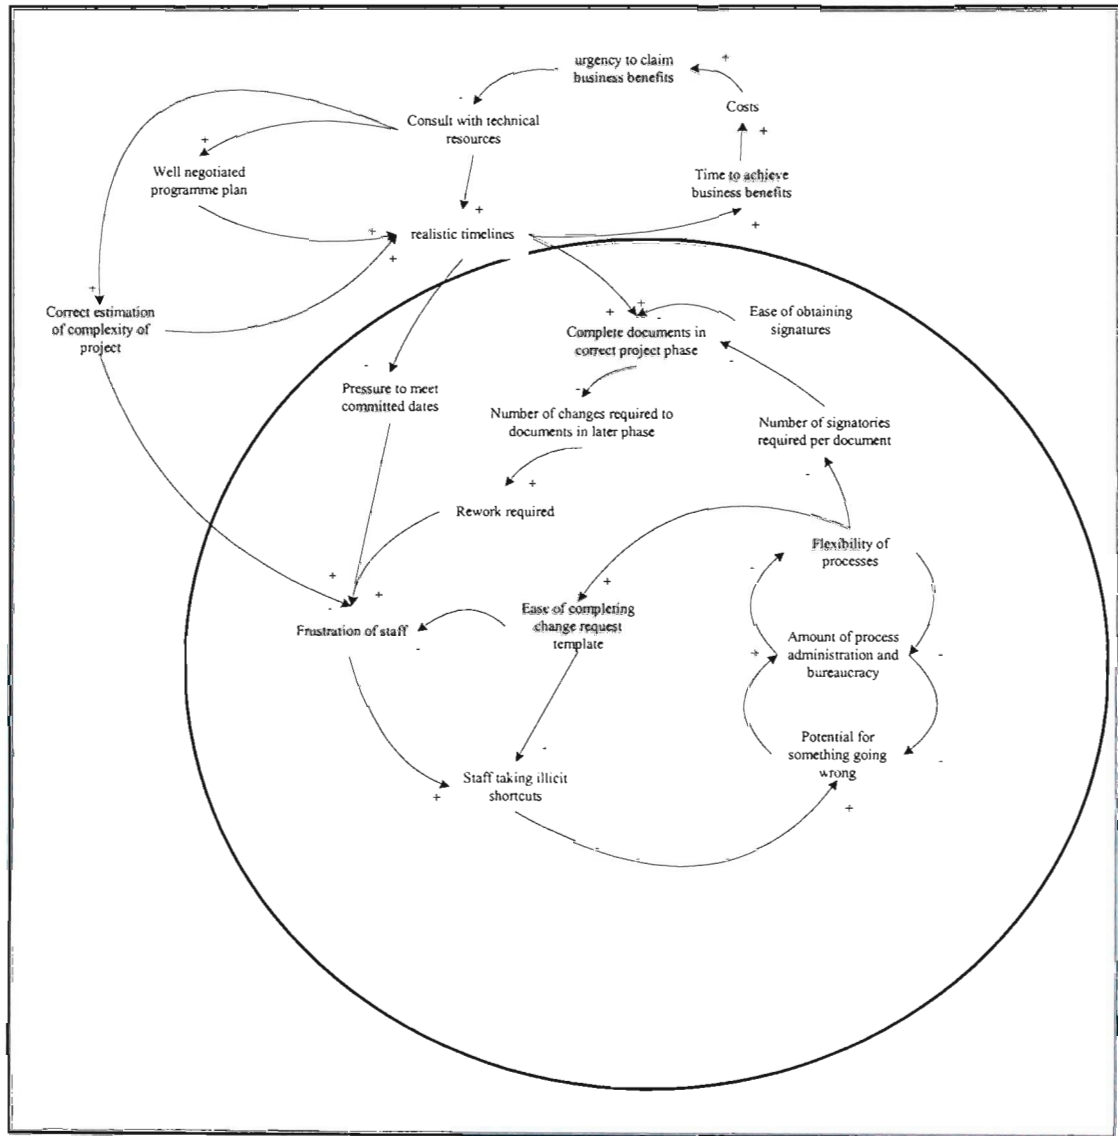 urgency to claim
business benefits
+
Costs
-
Consult with technical
resources
+
+
Well negotiated
programme plan
Time to achieve
business benefits
+
realistic timelines
+
+
+
+
Correct estimation
of complexity of
project
+
+
+
-
Ease of obtaining
signatures
Complete documents in
correct project phase
-
-
-
Pressure to meet
committed dates
Number of changes required to
documents in later phase
Number of signatories
required per document
-
+
Rework required
Flexibility of
processes
-
+
+
+
-
Ease of completing
change request
template
Frustration of staff
-
+
Amount of process
administration and
bureaucracy
-
Potential for
something going
wrong
-
-
Staff taking illicit
shortcuts
+
+